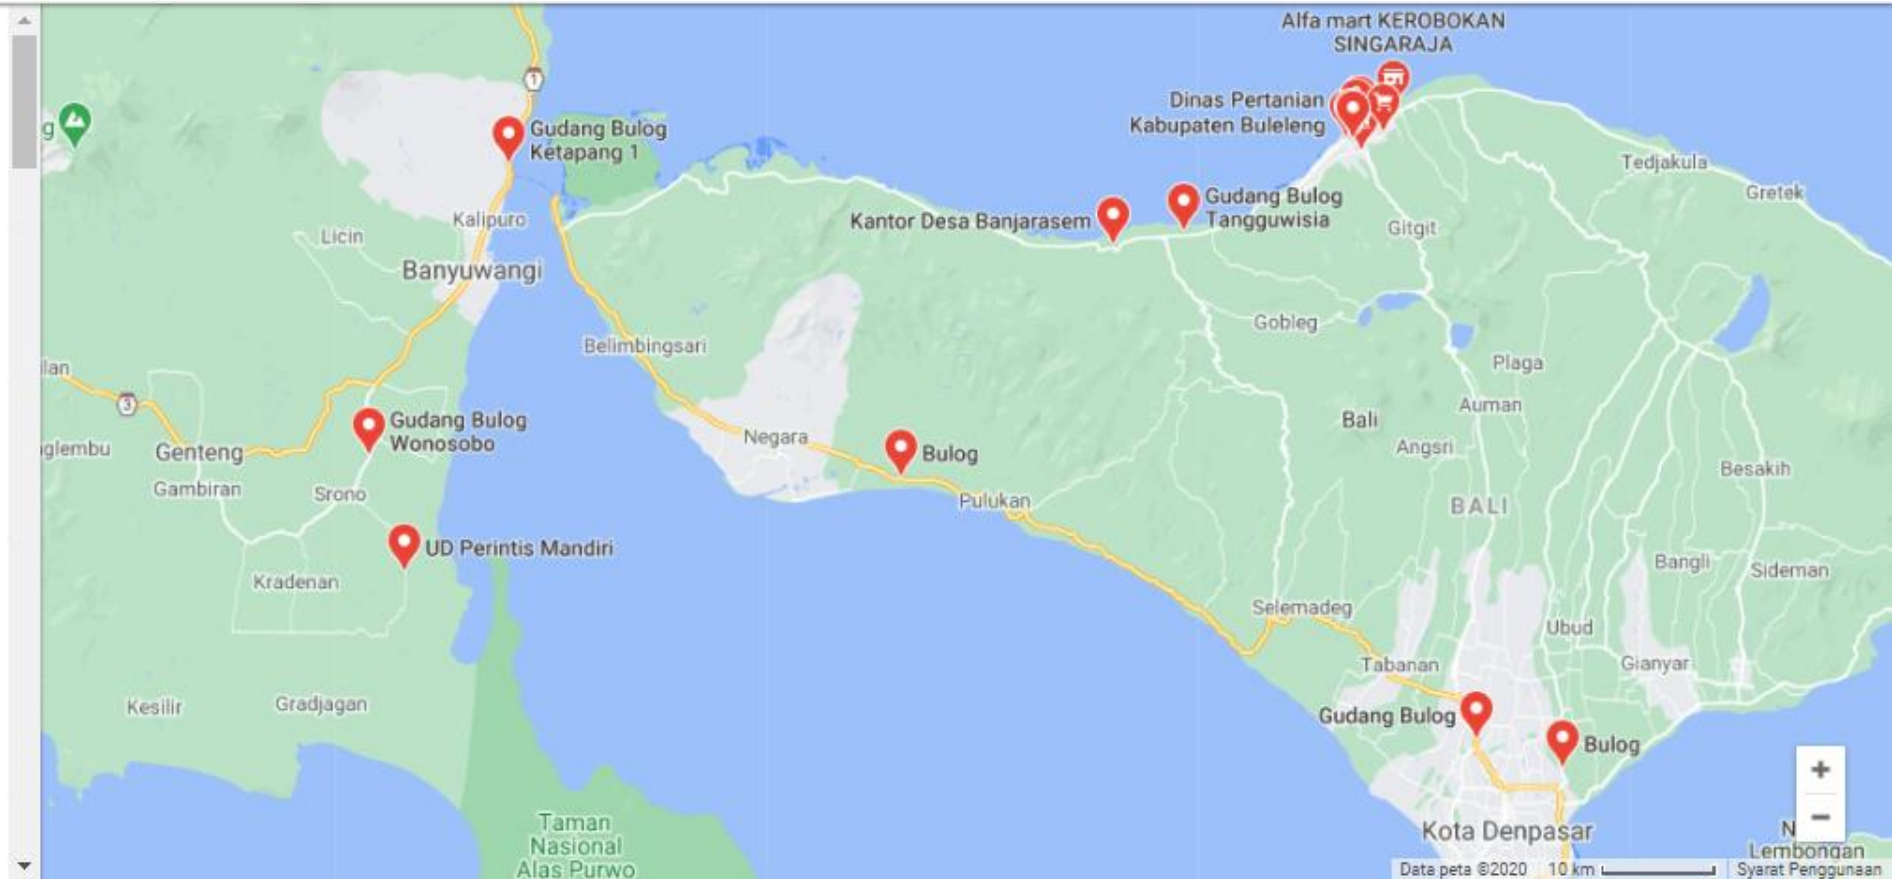 Alfa mart KEROBOKAN
SINGARAJA
1
Dinas Pertanian
Kabupaten Buleleng
Gudang Bulog
Ketapang 1
g
Tedjakula
Gretek
Gudang Bulog
Tangguwisia
Kantor Desa Banjarasem
Kalipuro
Licin
Gitgit
Banyuwangi
Gobleg
Belimbingsari
Plaga
lan
3
Auman
Gudang Bulog
Wonosobo
Bali
Negara
Angsri
glembu
Genteng
Bulog
Besakih
Gambiran
Srono
Pulukan
BALI
UD Perintis Mandiri
Bangli
Sideman
Kradenan
Selemadeg
Ubud
Tabanan
Gianyar
Kesilir
Gradjagan
Gudang Bulog
Bulog
+
−
Taman
Nasional
Alas Purwo
Kota Denpasar
N
Lembongan
Data peta ©2020
10 km
Syarat Penggunaan